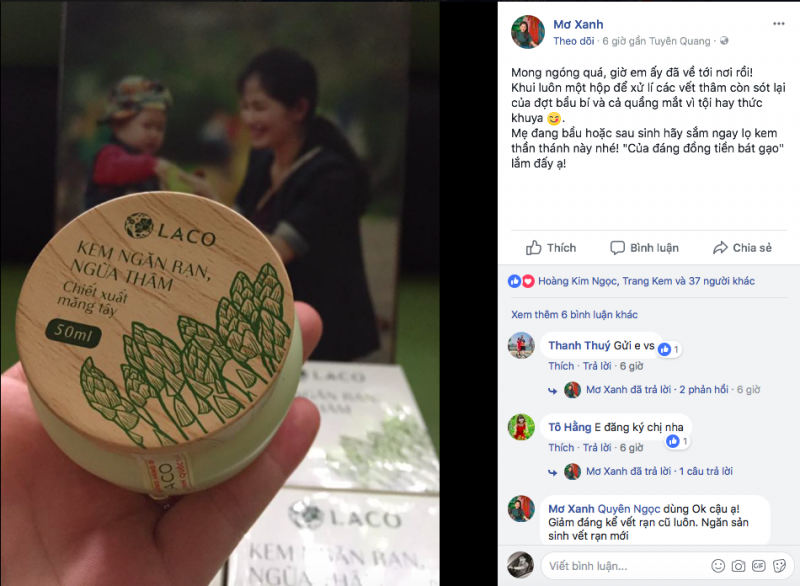 LACO
KEM NGĂN RẠN,
NGỪA THÂM
Chiết xuất
măng tây
50ml
LACO
LACO
KEM NGĂN RẠN,
LACO
KEM NGĂN RẠN,
Mơ Xanh
Theo dõi · 6 giờ gần Tuyên Quang ·
Mong ngóng quá, giờ em ấy đã về tới nơi rồi!
Khui luôn một hộp để xử lí các vết thâm còn sót lại
của đợt bầu bí và cả quầng mắt vì tội hay thức
khuya 😋.
Mẹ đang bầu hoặc sau sinh hãy sắm ngay lọ kem
thần thánh này nhé! "Của đáng đồng tiền bát gạo"
lắm đấy ạ!
Thích Bình luận Chia sẻ
Hoàng Kim Ngọc, Trang Kem và 37 người khác
Xem thêm 6 bình luận khác
Thanh Thuý Gửi e vs 1
Thích · Trả lời · 6 giờ
Mơ Xanh đã trả lời · 2 phản hồi · 6 giờ
Tô Hằng E đăng ký chị nha
1
Thích · Trả lời · 6 giờ
Mơ Xanh đã trả lời · 1 câu trả lời
Mơ Xanh Quyên Ngọc dùng Ok cậu ạ!
Giảm đáng kể vết rạn cũ luôn. Ngăn sản
sinh vết rạn mới
Viết bình luận...
GIF